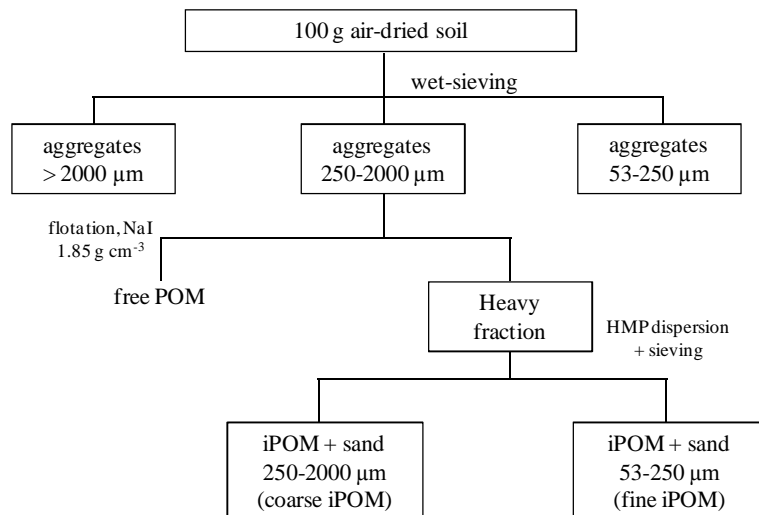 100 g air-dried soil
wet-sieving
aggregates
> 2000 µm
aggregates
250-2000 µm
aggregates
53-250 µm
flotation, NaI
1.85 g cm⁻³
free POM
Heavy
fraction
HMP dispersion
+ sieving
iPOM + sand
250-2000 µm
(coarse iPOM)
iPOM + sand
53-250 µm
(fine iPOM)